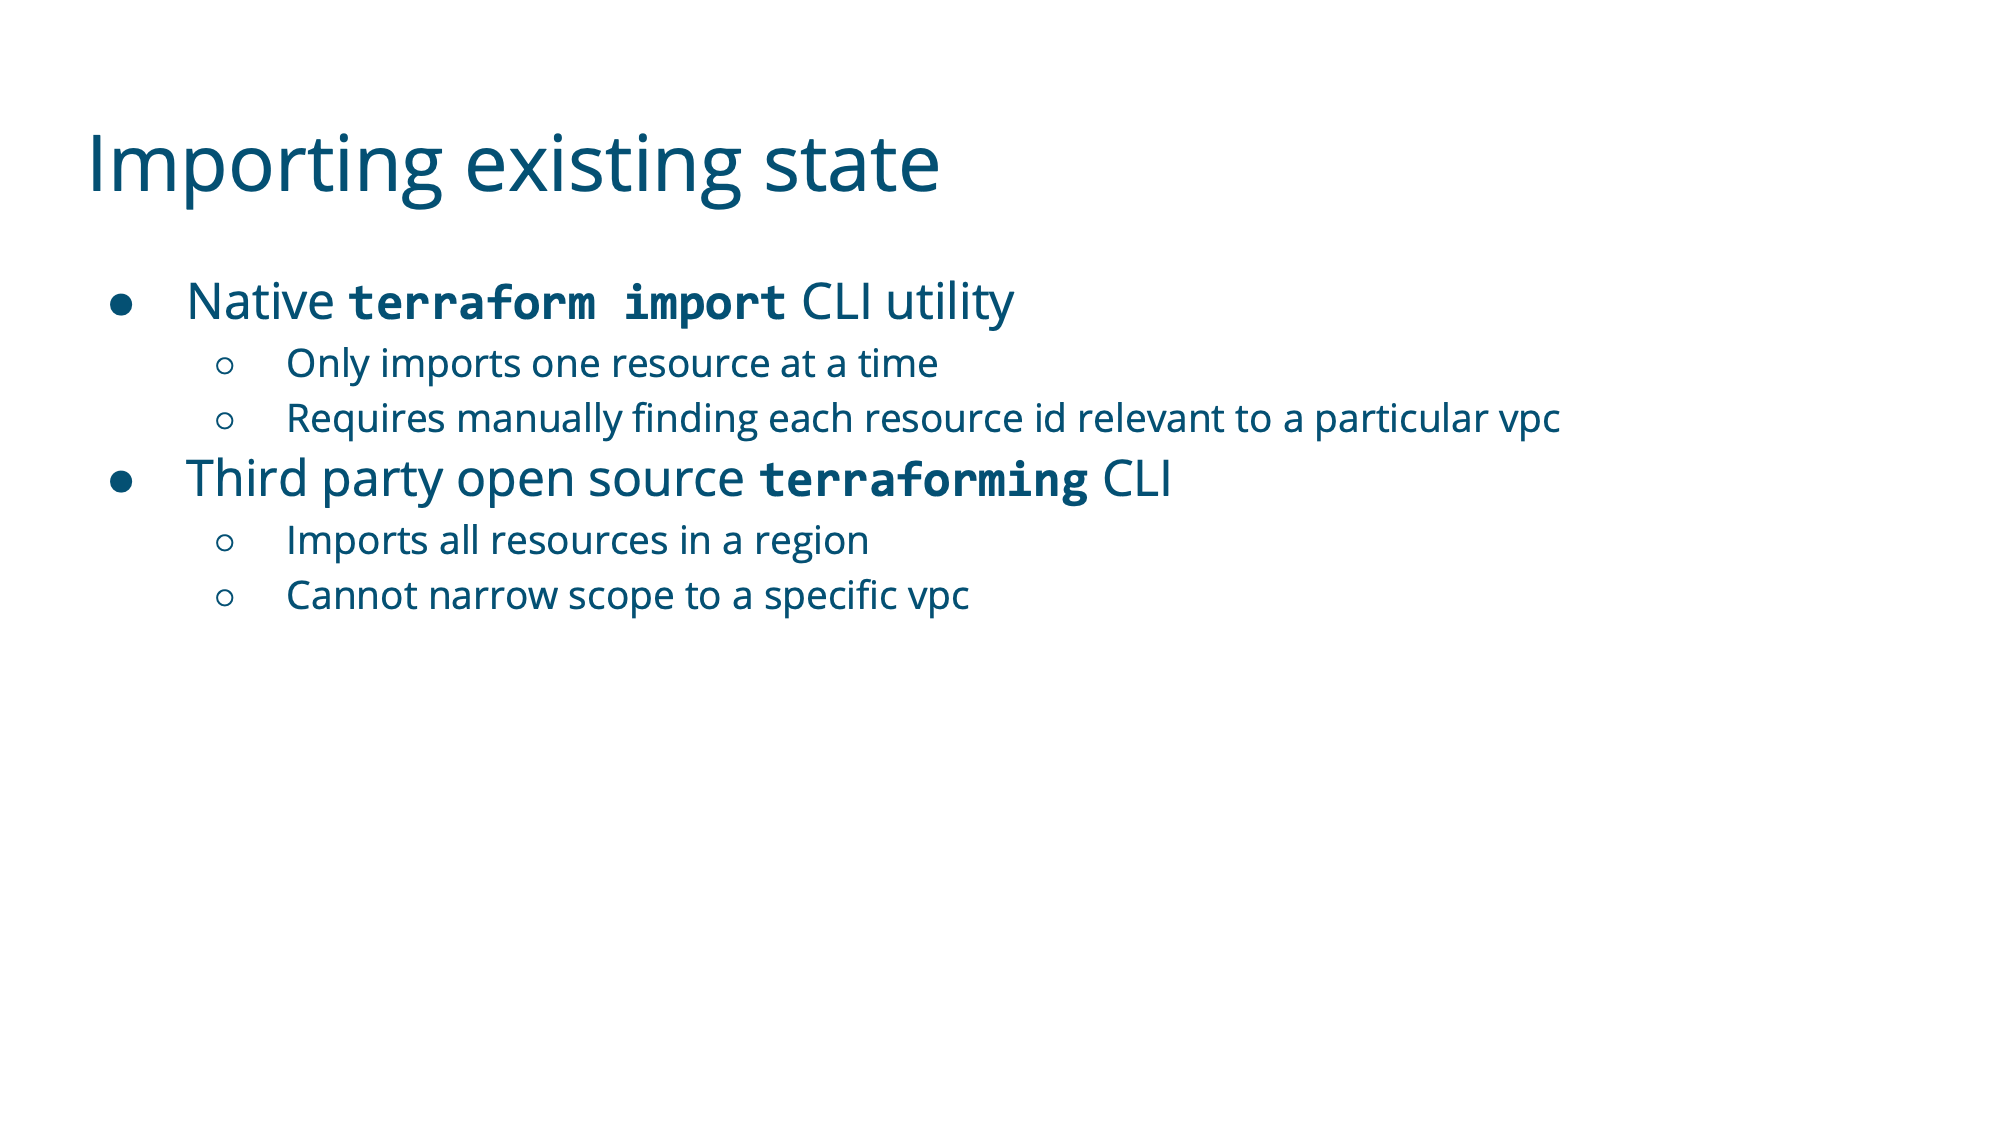 Importing existing state
● Native terraform import CLI utility
○ Only imports one resource at a time
○ Requires manually finding each resource id relevant to a particular vpc
● Third party open source terraforming CLI
○ Imports all resources in a region
○ Cannot narrow scope to a specific vpc